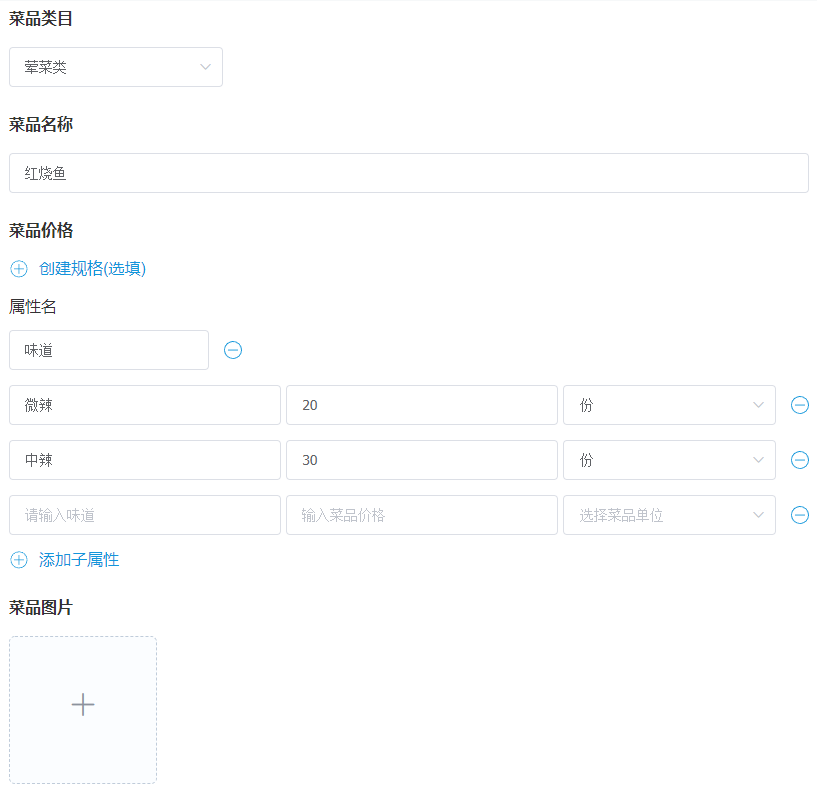 菜品类目
荤菜类
菜品名称
红烧鱼
菜品价格
创建规格(选填)
属性名
味道
微辣 20 份
中辣 30 份
请输入味道 输入菜品价格 选择菜品单位
添加子属性
菜品图片